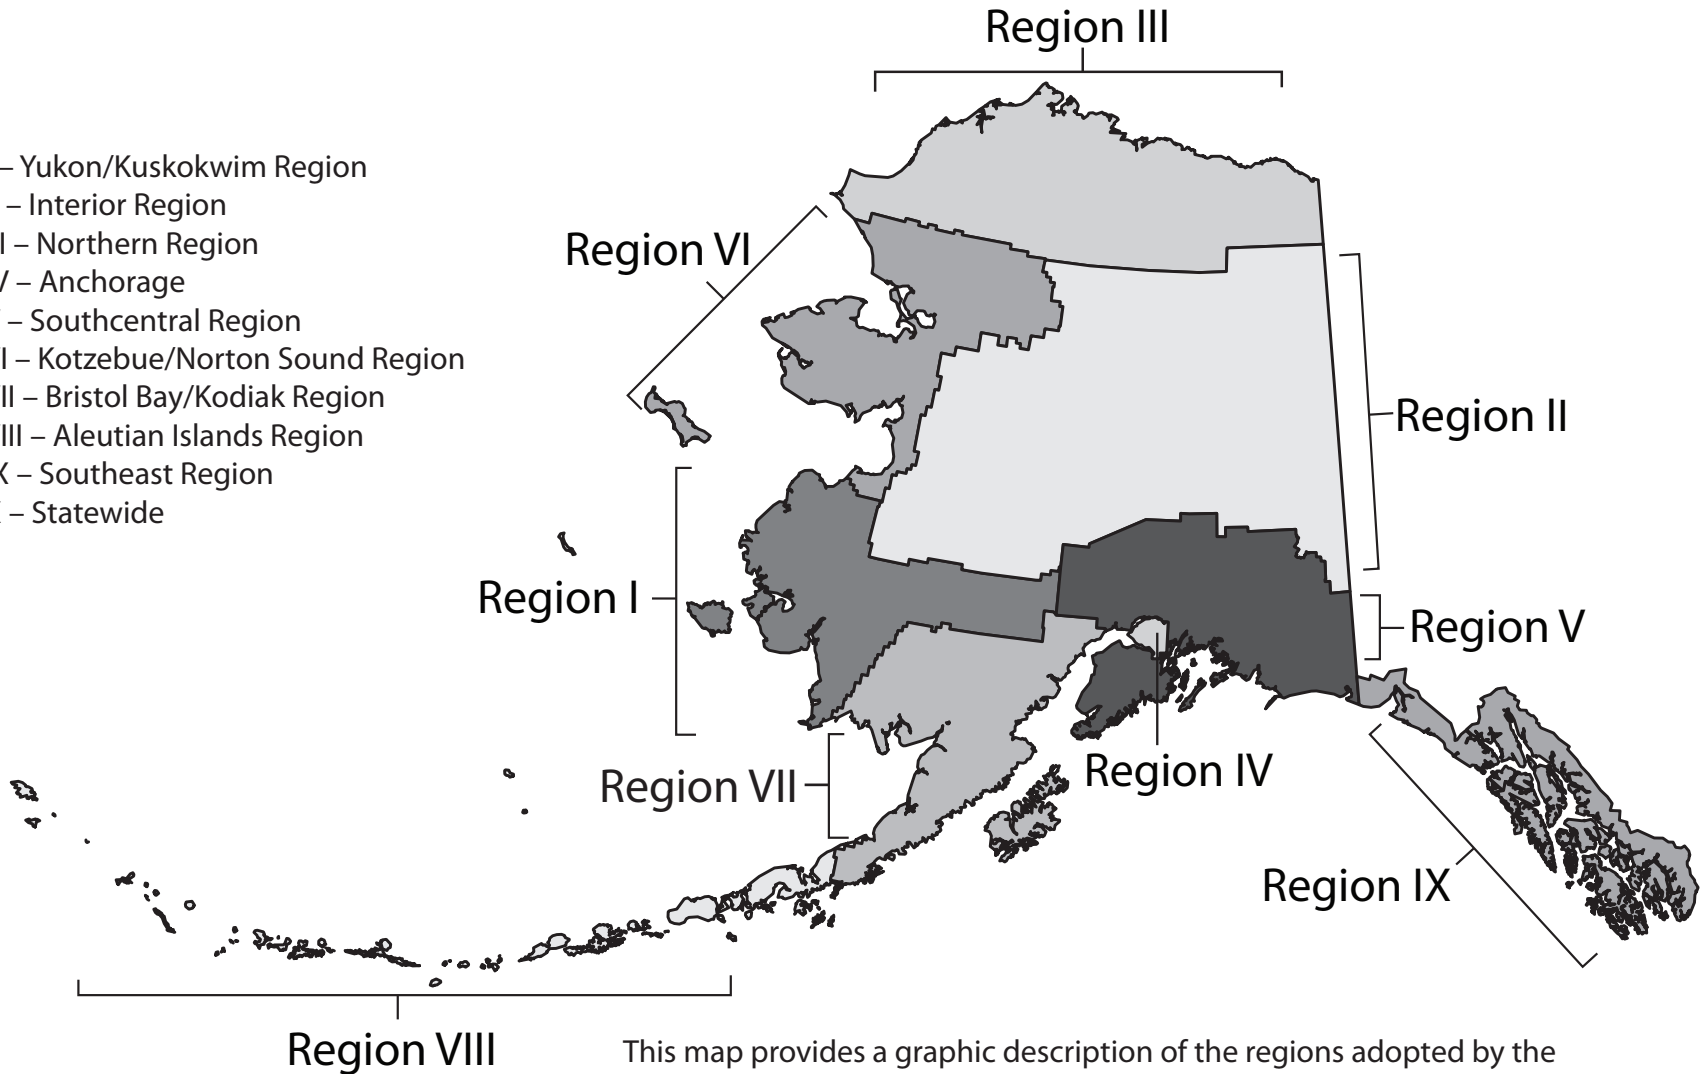 Region III
– Yukon/Kuskokwim Region
– Interior Region
I – Northern Region
V – Anchorage
– Southcentral Region
I – Kotzebue/Norton Sound Region
II – Bristol Bay/Kodiak Region
III – Aleutian Islands Region
X – Southeast Region
– Statewide
Region VI
Region II
Region I
Region V
Region IV
Region VII
Region IX
Region VIII
This map provides a graphic description of the regions adopted by the